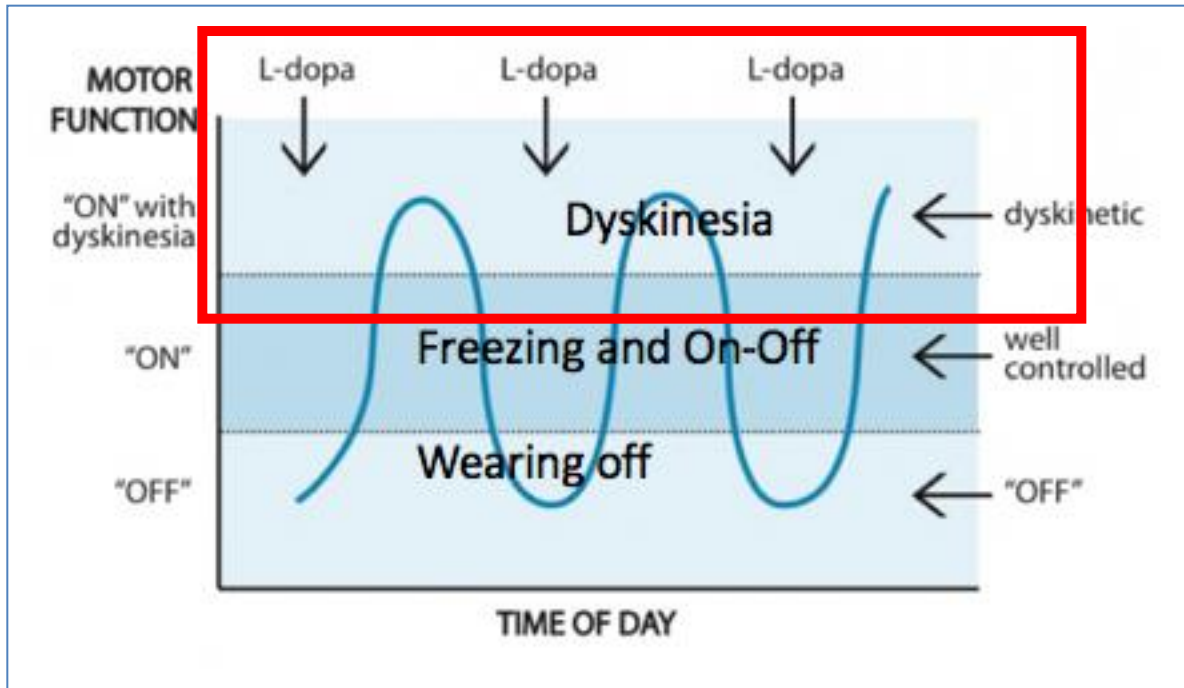 L-dopa L-dopa L-dopa
MOTOR
FUNCTION
“ON” with
dyskinesia
Dyskinesia
dyskinetic
“ON”
Freezing and On-Off
well
controlled
“OFF”
Wearing off
“OFF”
TIME OF DAY